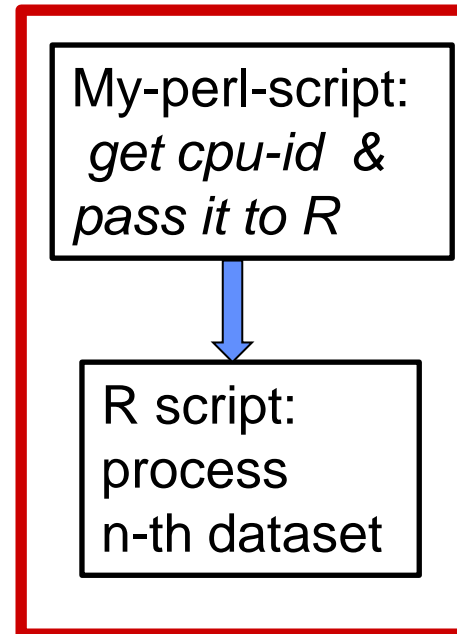 My-perl-script:
get cpu-id &
pass it to R
R script:
process
n-th dataset